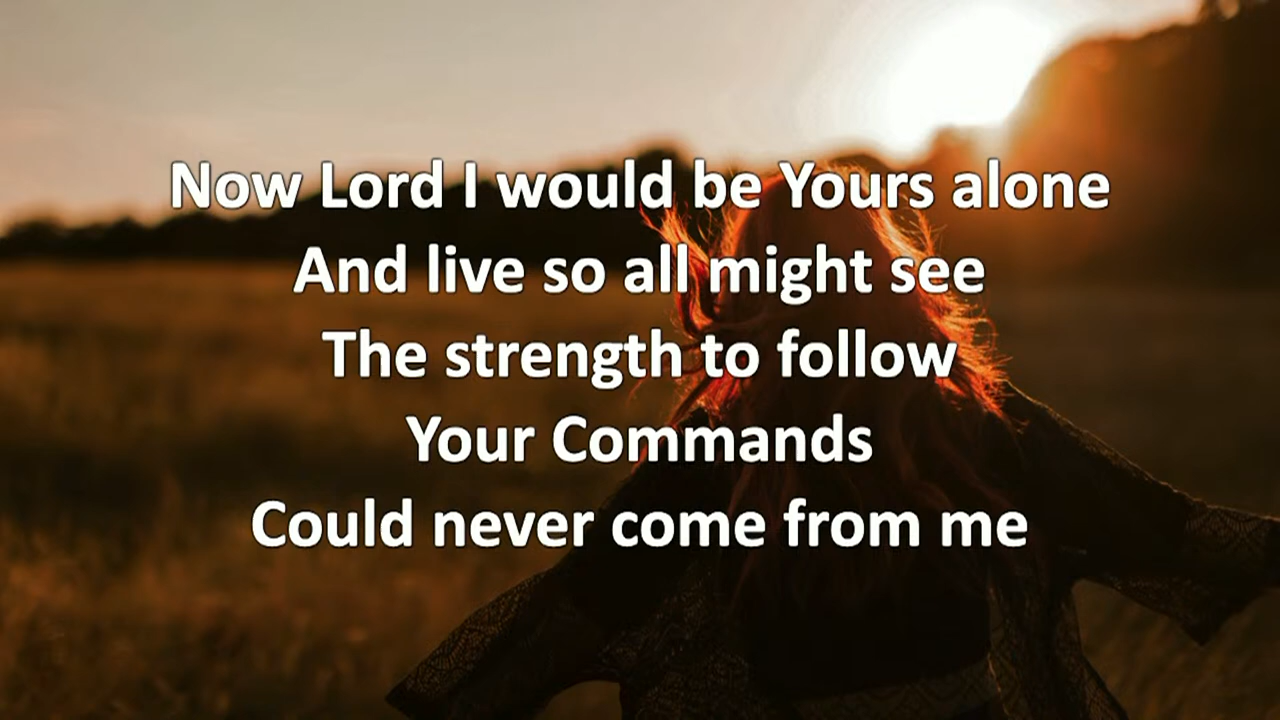 Now Lord I would be Yours alone
And live so all might see
The strength to follow
Your Commands
Could never come from me